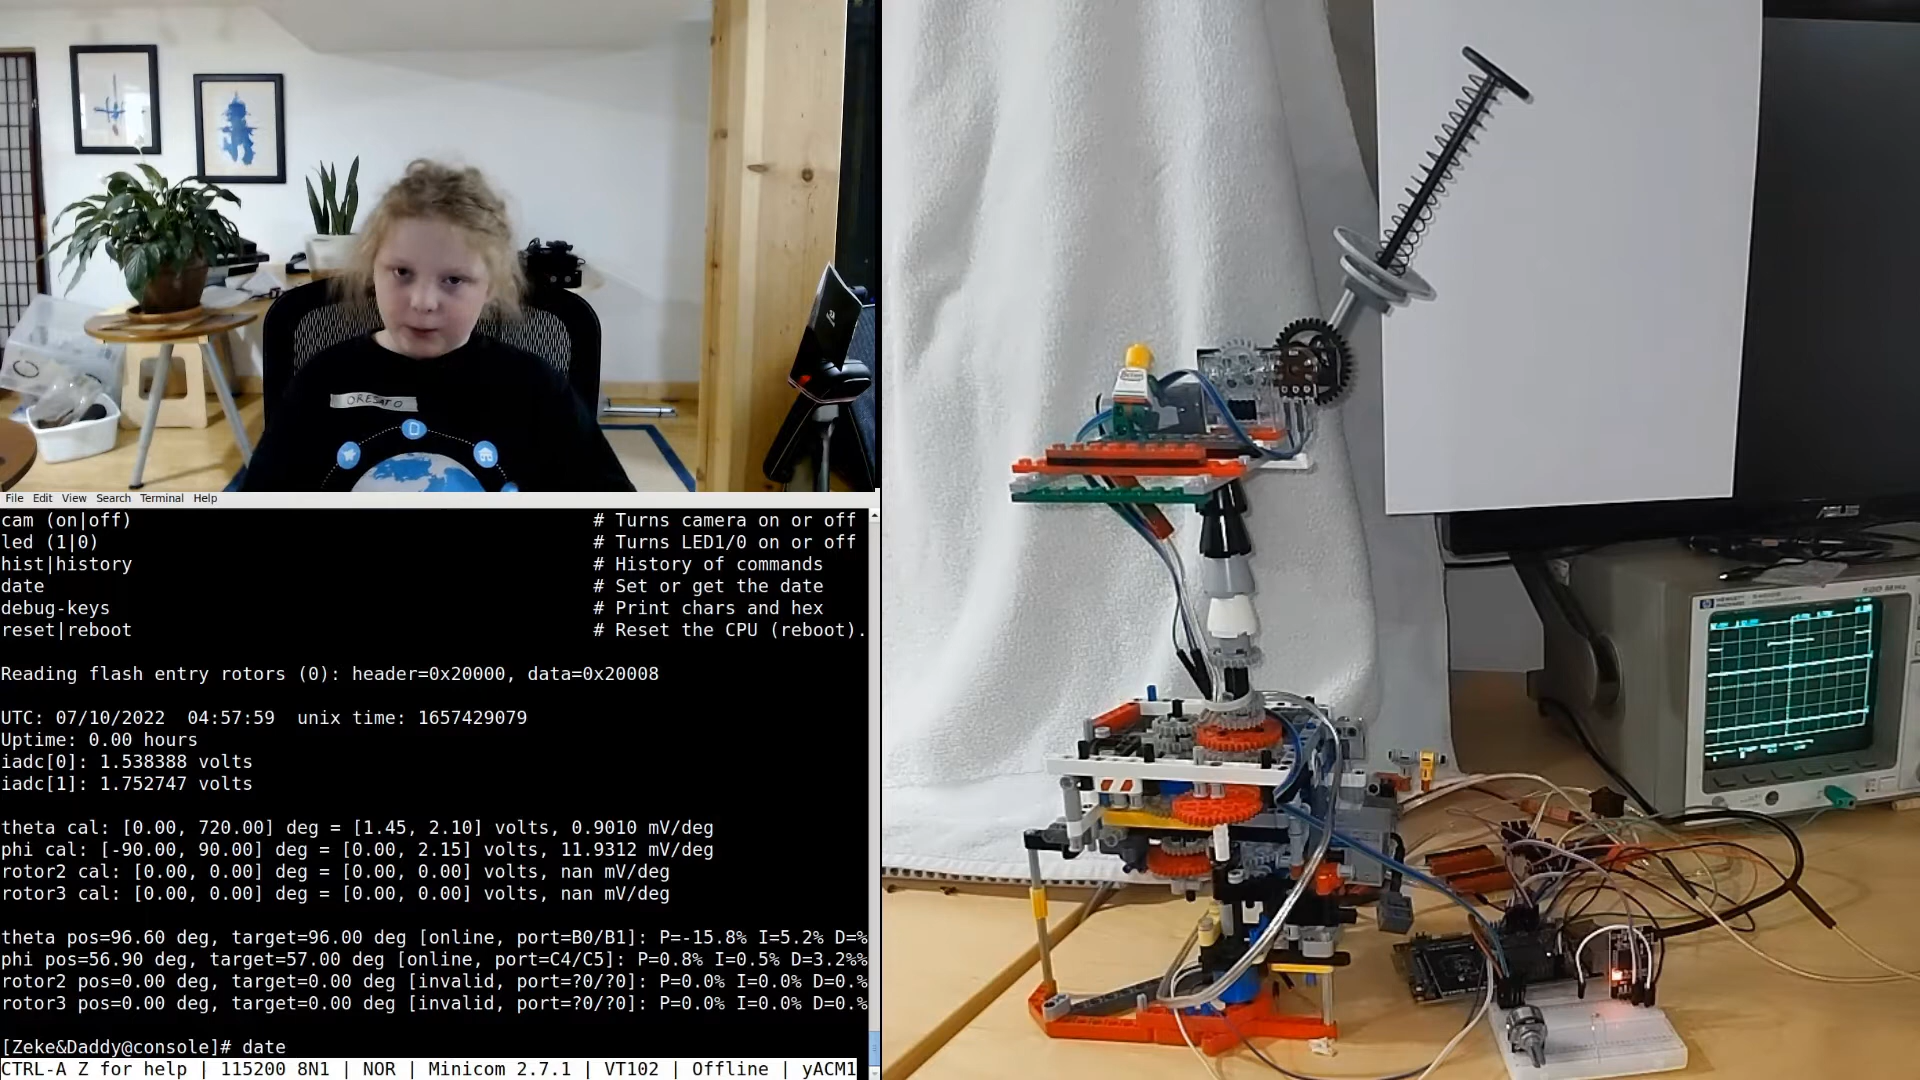 ORESAT 0
File Edit View Search Terminal Help
cam (on|off) # Turns camera on or off
led (1|0) # Turns LED1/0 on or off
hist|history # History of commands
date # Set or get the date
debug-keys # Print chars and hex
reset|reboot # Reset the CPU (reboot).
Reading flash entry rotors (0): header=0x20000, data=0x20008
UTC: 07/10/2022 04:57:59 unix time: 1657429079
Uptime: 0.00 hours
iadc[0]: 1.538388 volts
iadc[1]: 1.752747 volts
theta cal: [0.00, 720.00] deg = [1.45, 2.10] volts, 0.9010 mV/deg
phi cal: [-90.00, 90.00] deg = [0.00, 2.15] volts, 11.9312 mV/deg
rotor2 cal: [0.00, 0.00] deg = [0.00, 0.00] volts, nan mV/deg
rotor3 cal: [0.00, 0.00] deg = [0.00, 0.00] volts, nan mV/deg
theta pos=96.60 deg, target=96.00 deg [online, port=B0/B1]: P=-15.8% I=5.2% D=%
phi pos=56.90 deg, target=57.00 deg [online, port=C4/C5]: P=0.8% I=0.5% D=3.2%%
rotor2 pos=0.00 deg, target=0.00 deg [invalid, port=?0/?0]: P=0.0% I=0.0% D=0.%
rotor3 pos=0.00 deg, target=0.00 deg [invalid, port=?0/?0]: P=0.0% I=0.0% D=0.%
[Zeke&Daddy@console]# date
CTRL-A Z for help | 115200 8N1 | NOR | Minicom 2.7.1 | VT102 | Offline | yACM1
ASUS